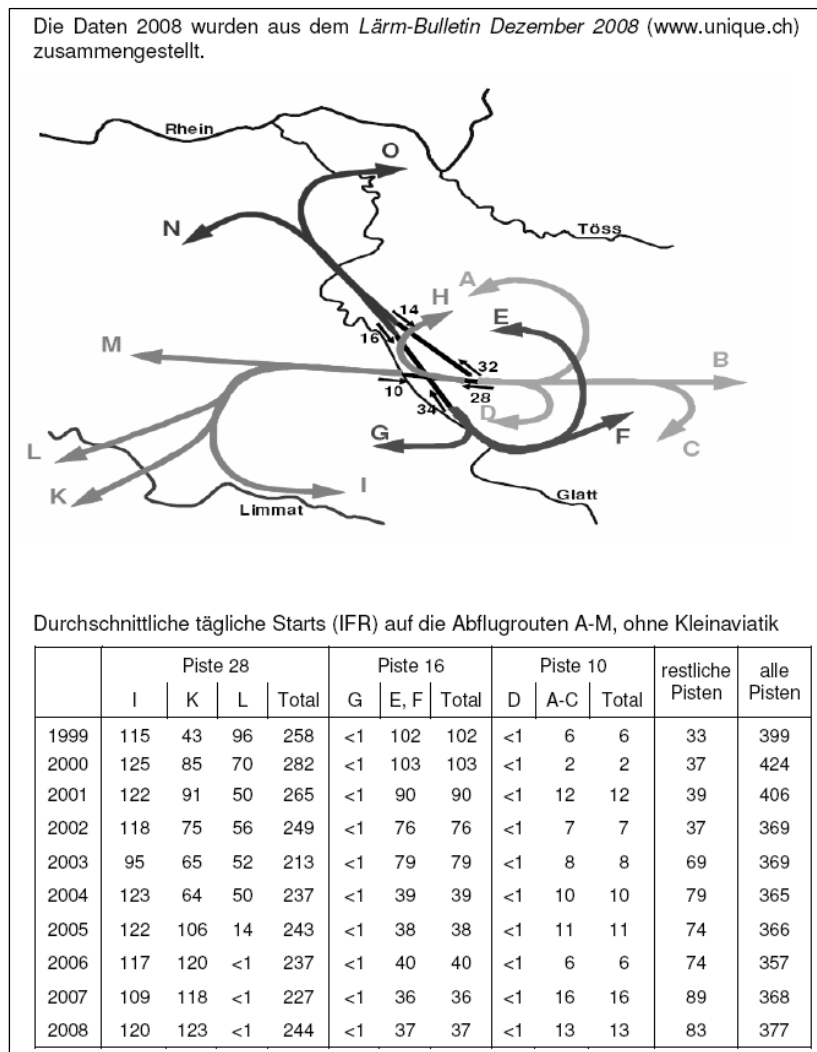 Die Daten 2008 wurden aus dem Lärm-Bulletin Dezember 2008 (www.unique.ch)
zusammengestellt.
Rhein
O
N
Töss
A
H
14
E
16
M
B
32
10
28
D
34
G
F
C
L
I
K
Glatt
Limmat
Durchschnittliche tägliche Starts (IFR) auf die Abflugrouten A-M, ohne Kleinaviatik
Piste 28 Piste 16 Piste 10 restliche Pisten alle Pisten
I K L Total G E, F Total D A-C Total
1999 115 43 96 258 <1 102 102 <1 6 6 33 399
2000 125 85 70 282 <1 103 103 <1 2 2 37 424
2001 122 91 50 265 <1 90 90 <1 12 12 39 406
2002 118 75 56 249 <1 76 76 <1 7 7 37 369
2003 95 65 52 213 <1 79 79 <1 8 8 69 369
2004 123 64 50 237 <1 39 39 <1 10 10 79 365
2005 122 106 14 243 <1 38 38 <1 11 11 74 366
2006 117 120 <1 237 <1 40 40 <1 6 6 74 357
2007 109 118 <1 227 <1 36 36 <1 16 16 89 368
2008 120 123 <1 244 <1 37 37 <1 13 13 83 377